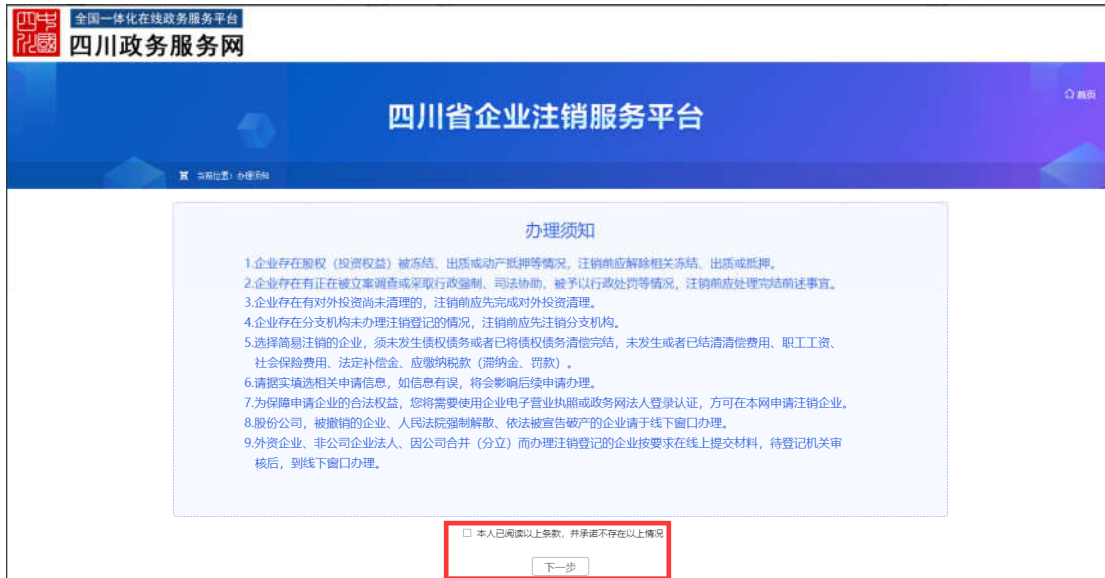 全国一体化在线政务服务平台
四川政务服务网
四川省企业注销服务平台
首页
当前位置：办理须知
办理须知
1.企业存在股权（投资权益）被冻结、出质或动产抵押等情况，注销前应解除相关冻结、出质或抵押。
2.企业存在有正在被立案调查或采取行政强制、司法协助、被予以行政处罚等情况，注销前应处理完结前述事宜。
3.企业存在有对外投资尚未清理的，注销前应先完成对外投资清理。
4.企业存在分支机构未办理注销登记的情况，注销前应先注销分支机构。
5.选择简易注销的企业，须未发生债权债务或者已将债权债务清偿完结，未发生或者已结清清偿费用、职工工资、
社会保险费用、法定补偿金、应缴纳税款（滞纳金、罚款）。
6.请据实填选相关申请信息，如信息有误，将会影响后续申请办理。
7.为保障申请企业的合法权益，您将需要使用企业电子营业执照或政务网法人登录认证，方可在本网申请注销企业。
8.股份公司，被撤销的企业、人民法院强制解散、依法被宣告破产的企业请于线下窗口办理。
9.外资企业、非公司企业法人、因公司合并（分立）而办理注销登记的企业按要求在线上提交材料，待登记机关审
核后，到线下窗口办理。
本人已阅读以上条款，并承诺不存在以上情况
下一步